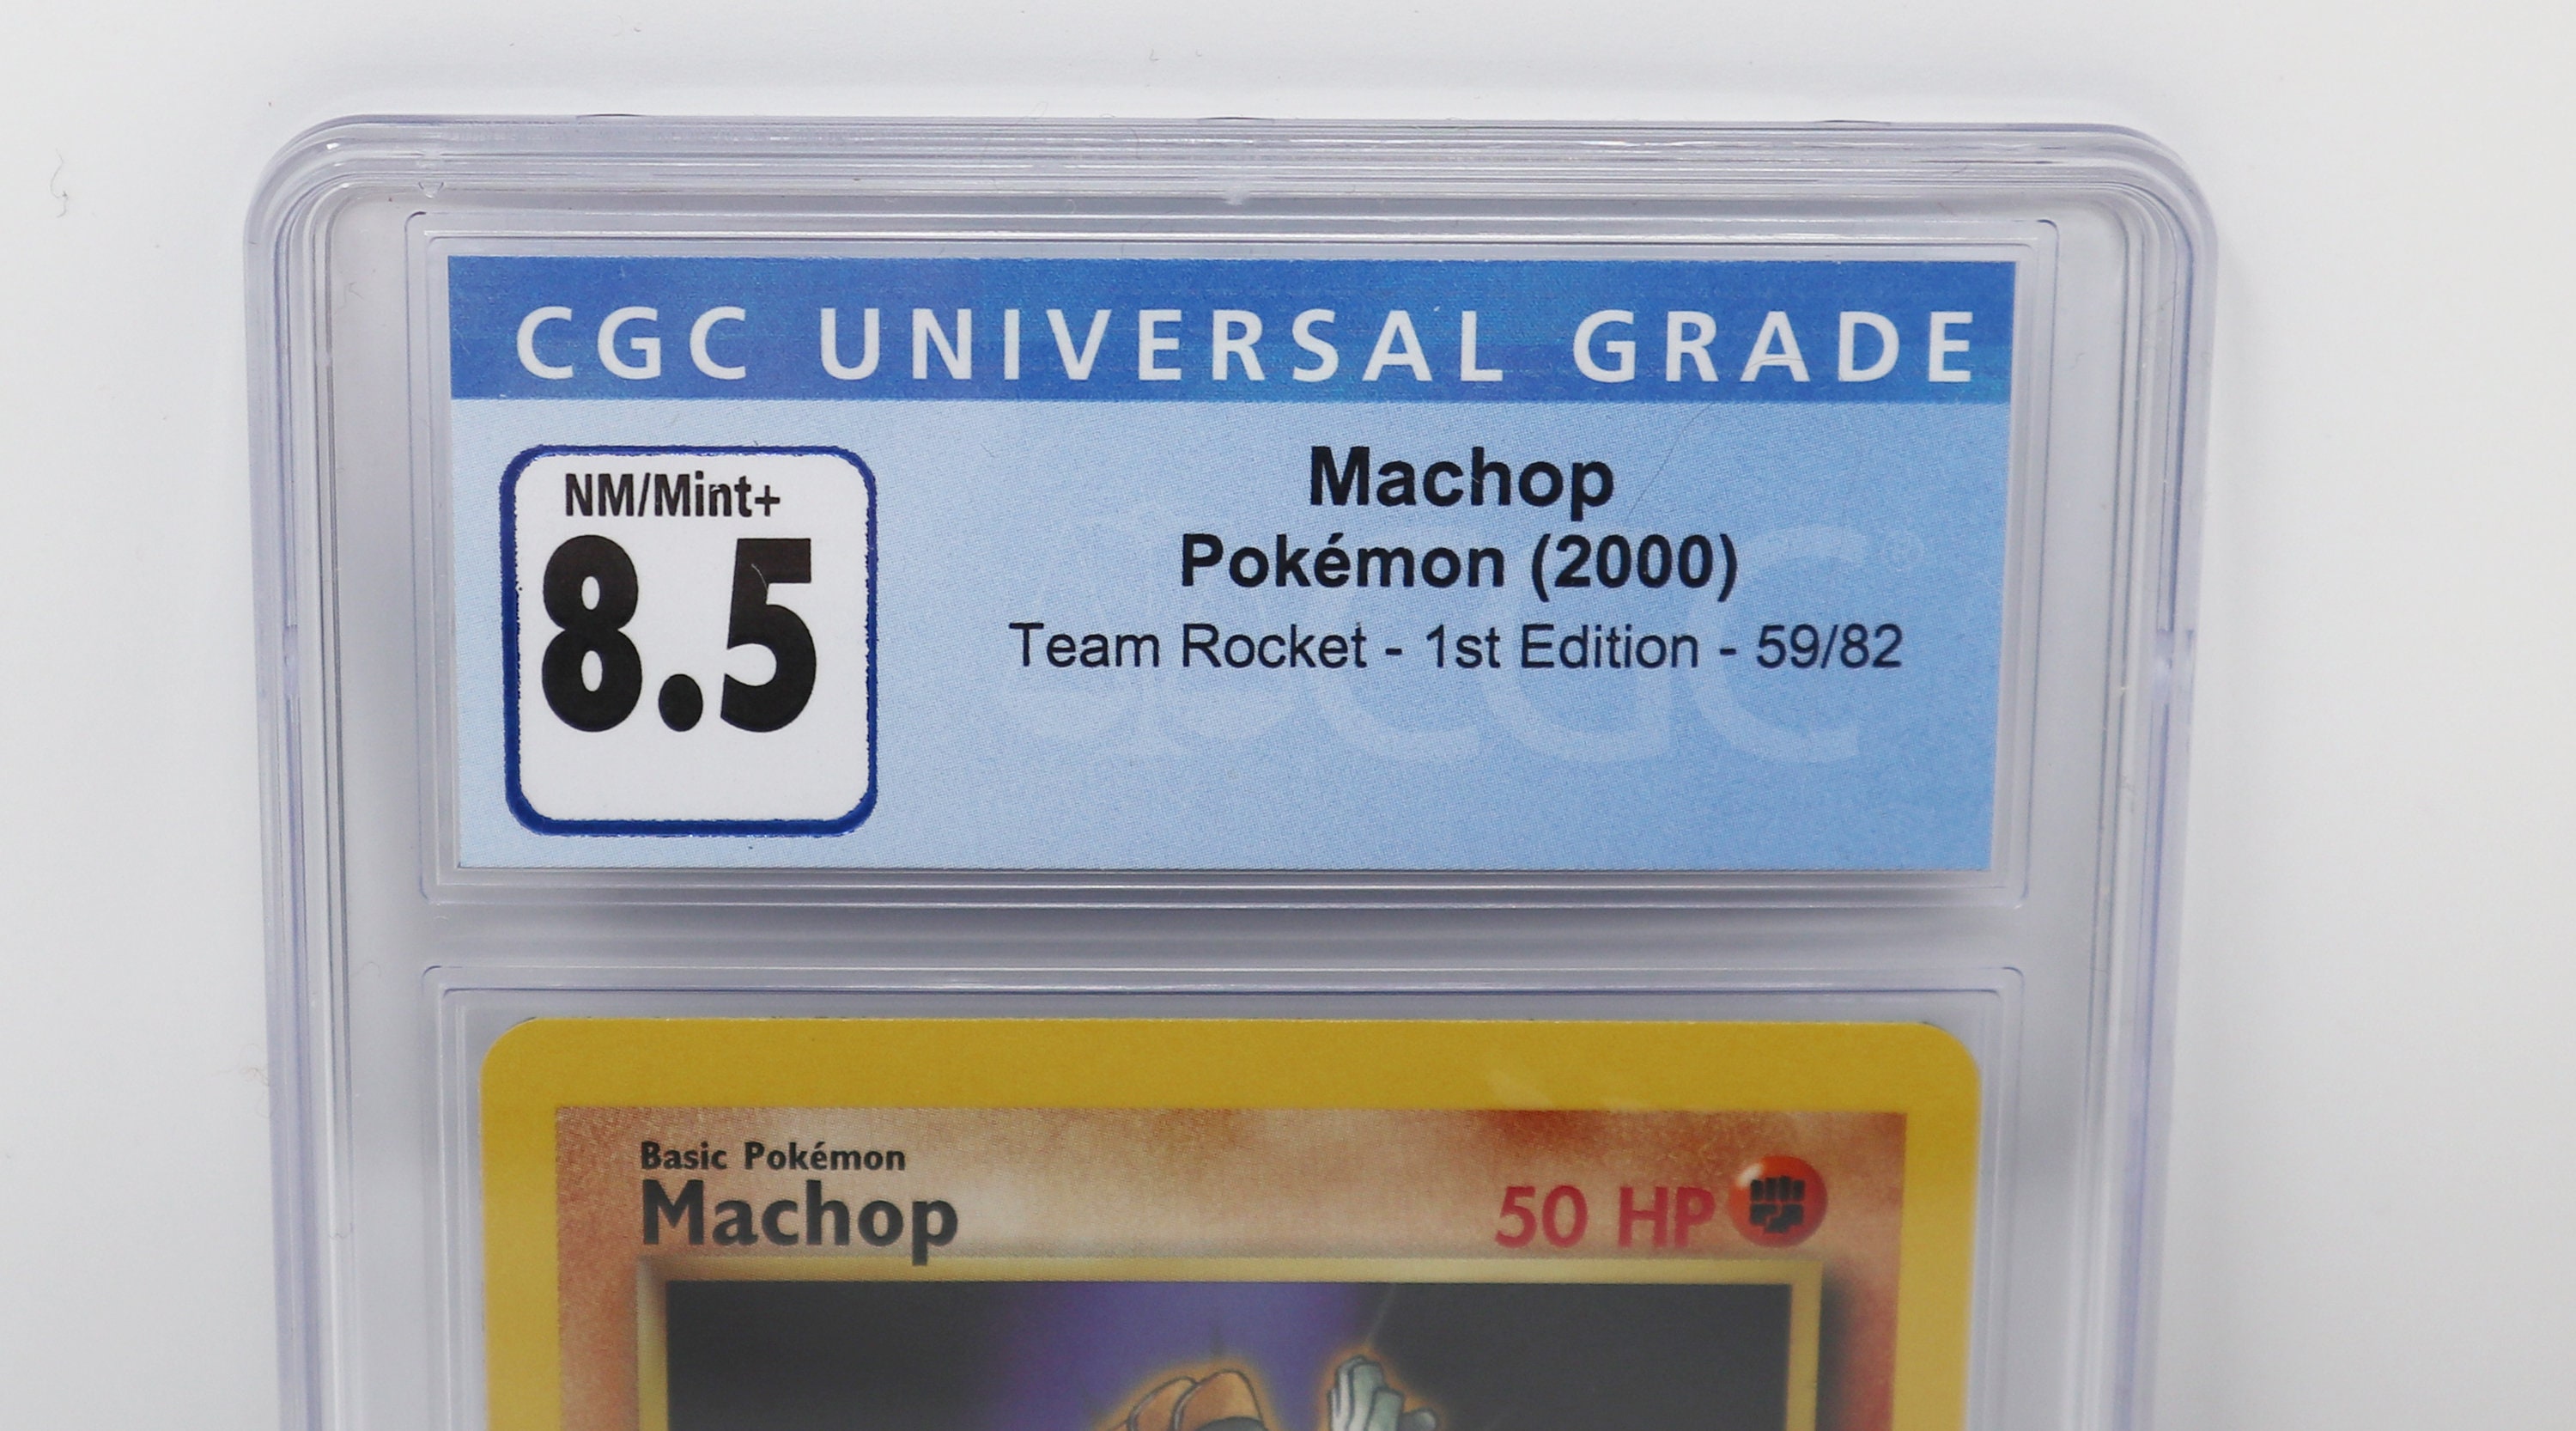 CGC UNIVERSAL GRADE
NM/Mint+
8.5
Machop
Pokémon (2000)
Team Rocket - 1st Edition - 59/82
CGC®
Basic Pokémon
Machop
50 HP